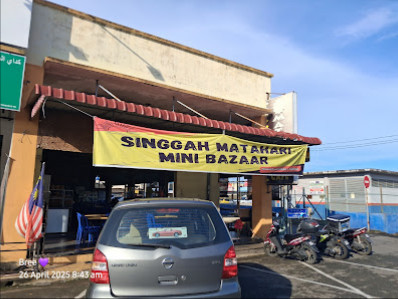 SINGGAH MATAHARI
MINI BAZAAR
Bree💜
26 April 2025 8:43 am